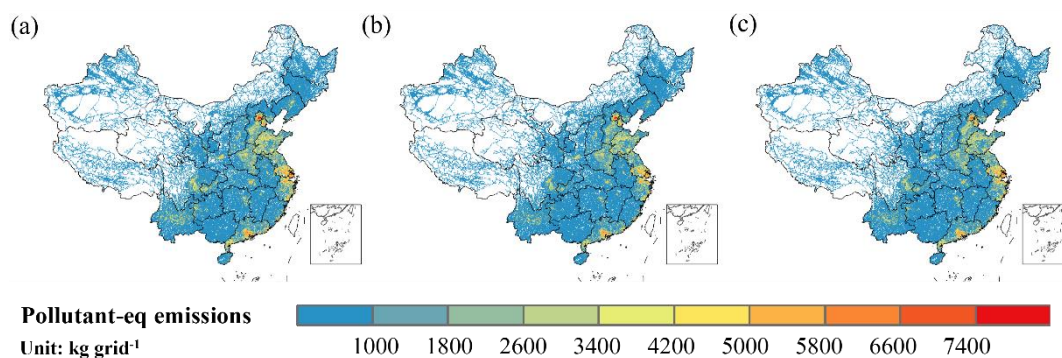 (a) (b) (c)
Pollutant-eq emissions
Unit: kg grid⁻¹
1000 1800 2600 3400 4200 5000 5800 6600 7400